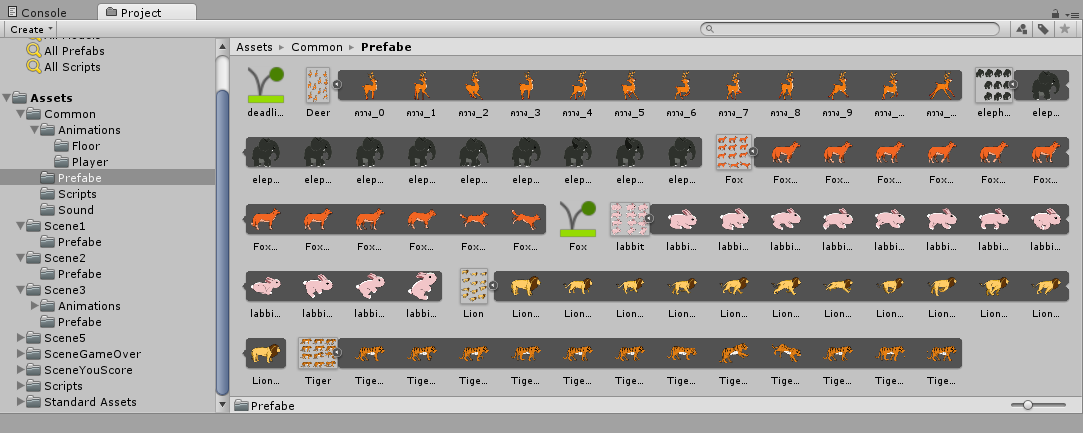 Console
Project
Create
All Models
All Prefabs
All Scripts
Assets
Common
Animations
Floor
Player
Prefabe
Scripts
Sound
Scene1
Prefabe
Scene2
Prefabe
Scene3
Animations
Prefabe
Scene5
SceneGameOver
SceneYouScore
Scripts
Standard Assets
Assets ▸ Common ▸ Prefabe
deadli... Deer กวาง_0 กวาง_1 กวาง_2 กวาง_3 กวาง_4 กวาง_5 กวาง_6 กวาง_7 กวาง_8 กวาง_9 กวาง_... กวาง_... eleph... elep...
elep... elep... elep... elep... elep... elep... elep... elep... elep... Fox Fox... Fox... Fox... Fox... Fox... Fox...
Fox... Fox... Fox... Fox... Fox... Fox... Fox labbit labbi... labbi... labbi... labbi... labbi... labbi... labbi... labbi...
labbi... labbi... labbi... labbi... Lion Lion... Lion... Lion... Lion... Lion... Lion... Lion... Lion... Lion... Lion... Lion...
Lion... Tiger Tige... Tige... Tige... Tige... Tige... Tige... Tige... Tige... Tige... Tige... Tige... Tige...
Prefabe